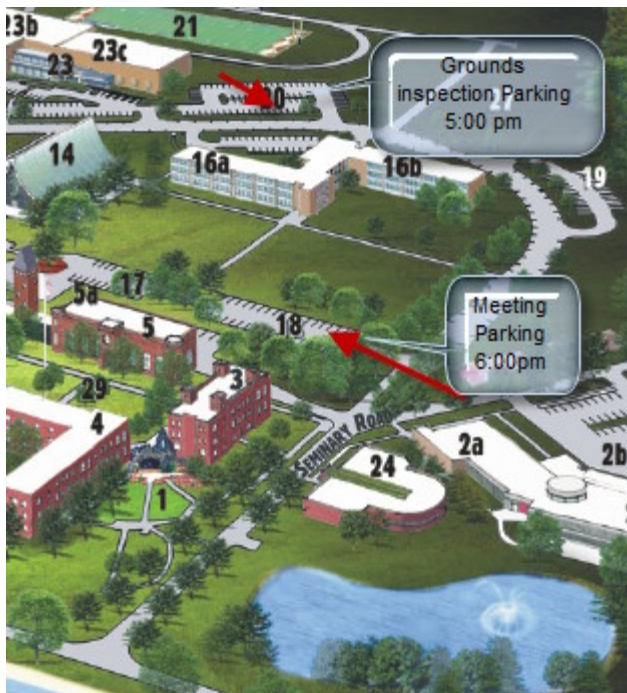 23b
21
23c
23
Grounds
inspection Parking
5:00 pm
27
14
16a
16b
19
17
5a
5
18
Meeting
Parking
6:00pm
29
3
4
SEMINARY ROAD
2a
2b
24
1